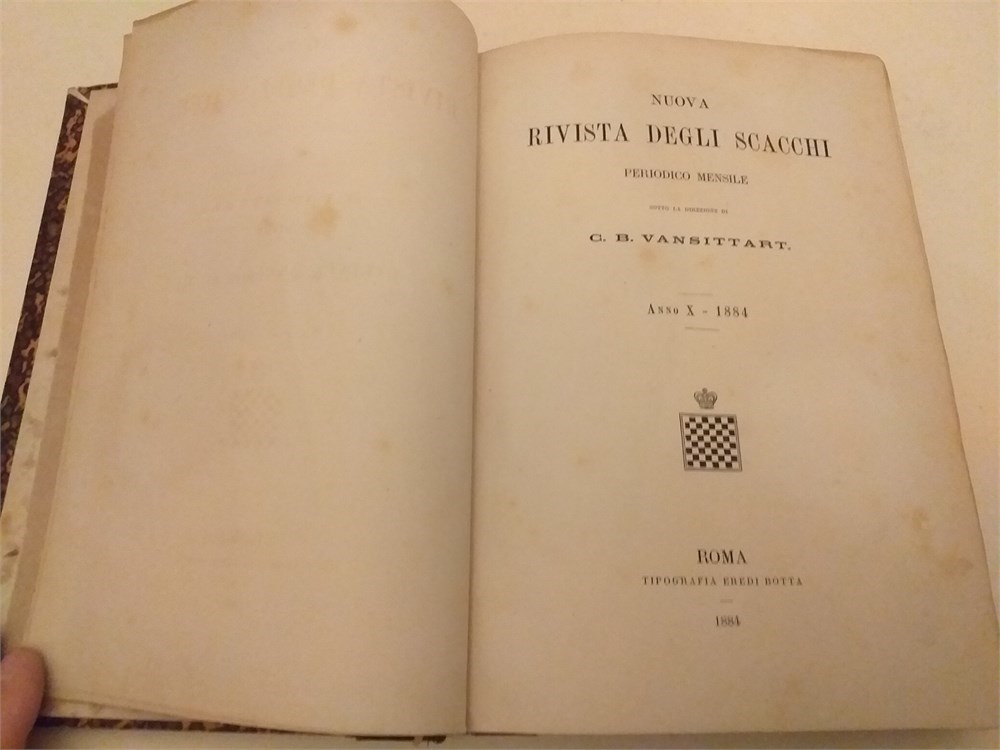 NUOVA
RIVISTA DEGLI SCACCHI
PERIODICO MENSILE
SOTTO LA DIREZIONE DI
C. B. VANSITTART.
ANNO X - 1884
ROMA
TIPOGRAFIA EREDI BOTTA
1884